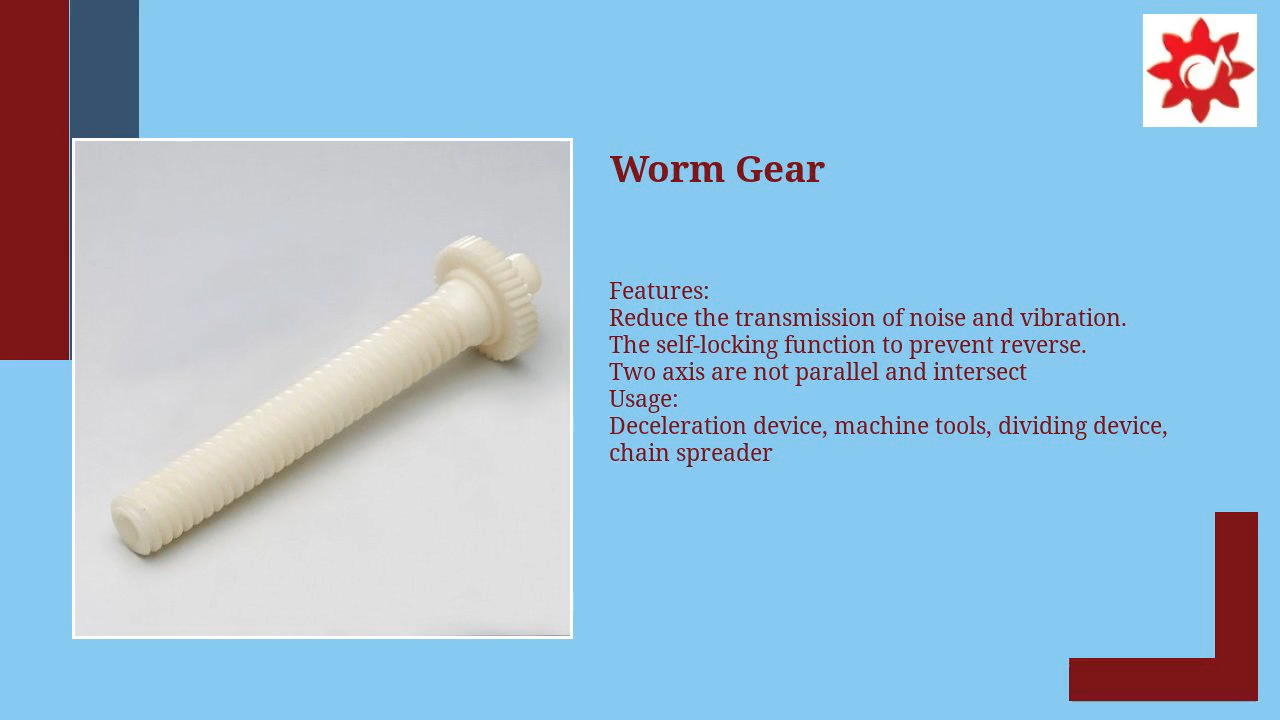 Worm Gear
Features:
Reduce the transmission of noise and vibration.
The self-locking function to prevent reverse.
Two axis are not parallel and intersect
Usage:
Deceleration device, machine tools, dividing device,
chain spreader